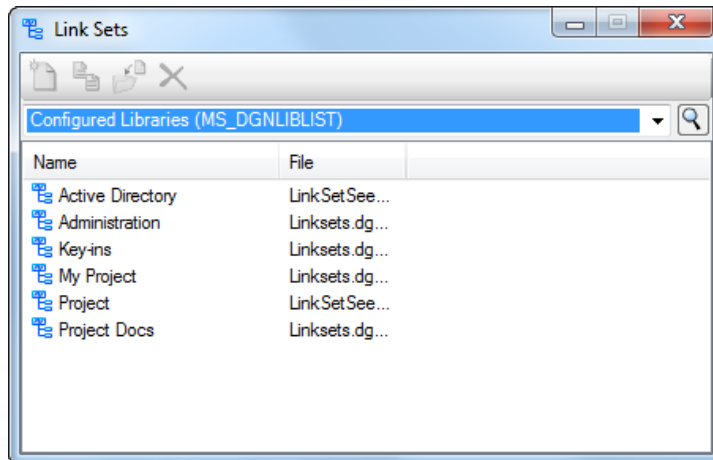 Link Sets
Configured Libraries (MS_DGNLIBLIST)
Name File
Active Directory LinkSetSee...
Administration Linksets.dg...
Key-ins Linksets.dg...
My Project Linksets.dg...
Project LinkSetSee...
Project Docs Linksets.dg...